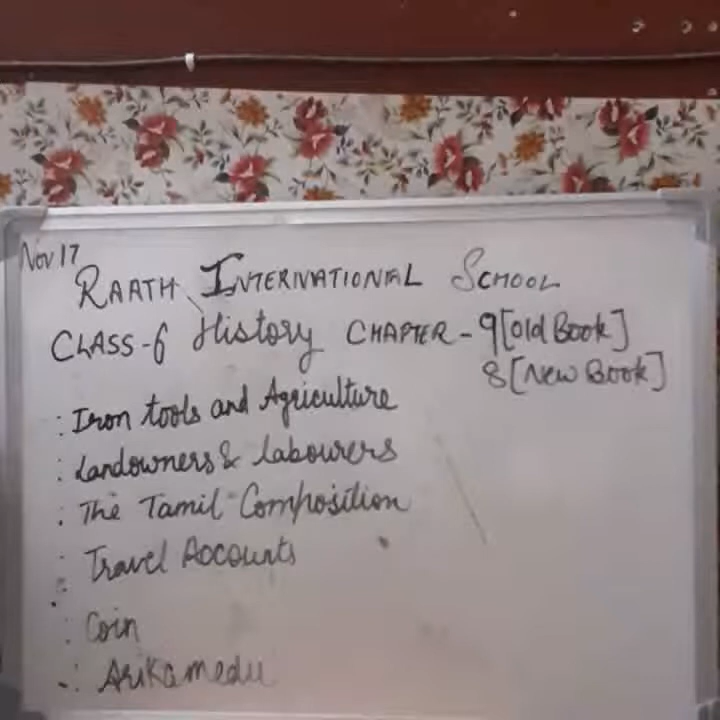 Nov 17
RAATH INTERNATIONAL SCHOOL
CLASS-6 History CHAPTER - 9 [Old Book]
8 [New Book]
: Iron tools and Agriculture
: Landowners & labourers
: The Tamil Composition
: Travel Accounts
: Coin
: Arikamedu